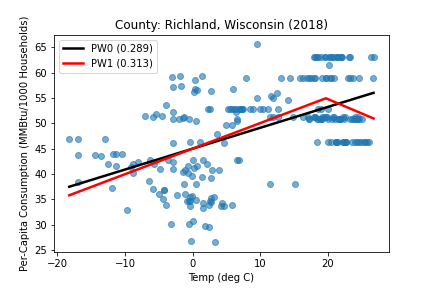 County: Richland, Wisconsin (2018)
PW0 (0.289)
PW1 (0.313)
Per-Capita Consumption (MMBtu/1000 Households)
65
60
55
50
45
40
35
30
25
−20
−10
0
10
20
Temp (deg C)